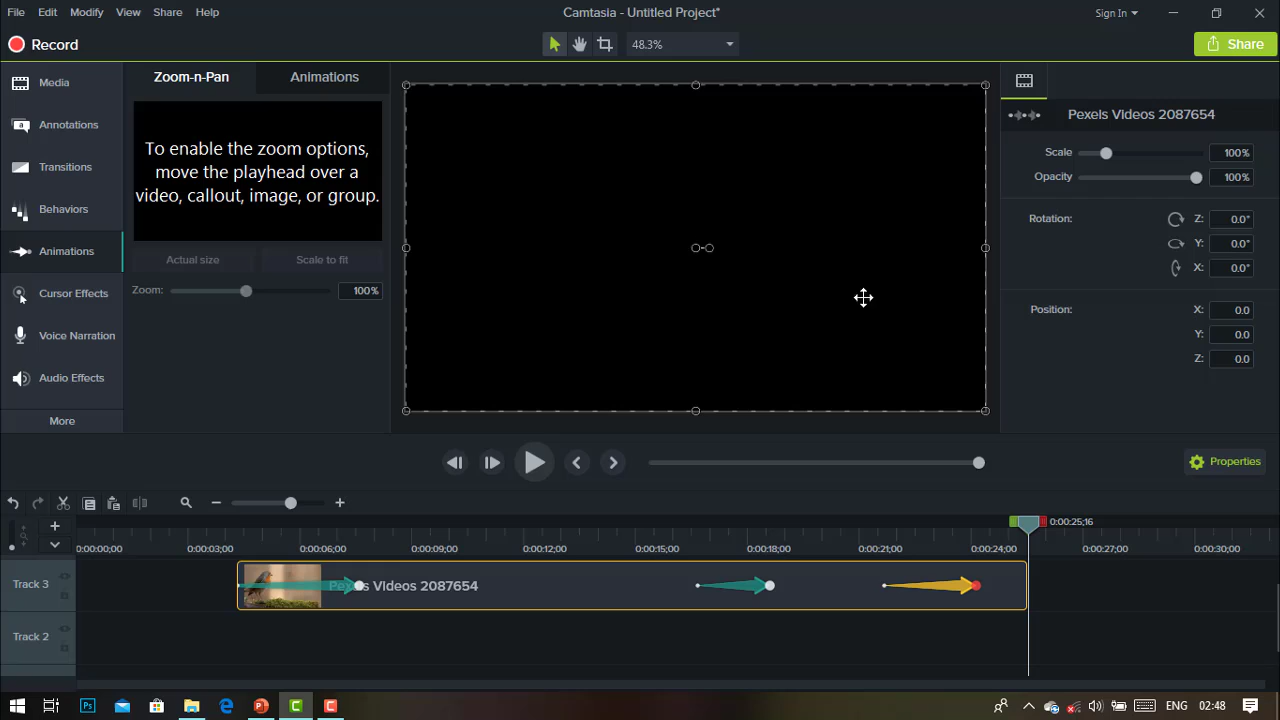 File Edit Modify View Share Help
Camtasia - Untitled Project*
Sign In
Record
48.3%
Share
Media
Annotations
Transitions
Behaviors
Animations
Cursor Effects
Voice Narration
Audio Effects
More
Zoom-n-Pan
Animations
To enable the zoom options,
move the playhead over a
video, callout, image, or group.
Actual size
Scale to fit
Zoom:
100%
Pexels VIdeos 2087654
Scale
100%
Opacity
100%
Rotation:
Z: 0.0°
Y: 0.0°
X: 0.0°
Position:
X: 0.0
Y: 0.0
Z: 0.0
Properties
0:00:25;16
0:00:00;00 0:00:03;00 0:00:06;00 0:00:09;00 0:00:12;00 0:00:15;00 0:00:18;00 0:00:21;00 0:00:24;00 0:00:27;00 0:00:30;00
Track 3
Pexels VIdeos 2087654
Track 2
ENG 02:48